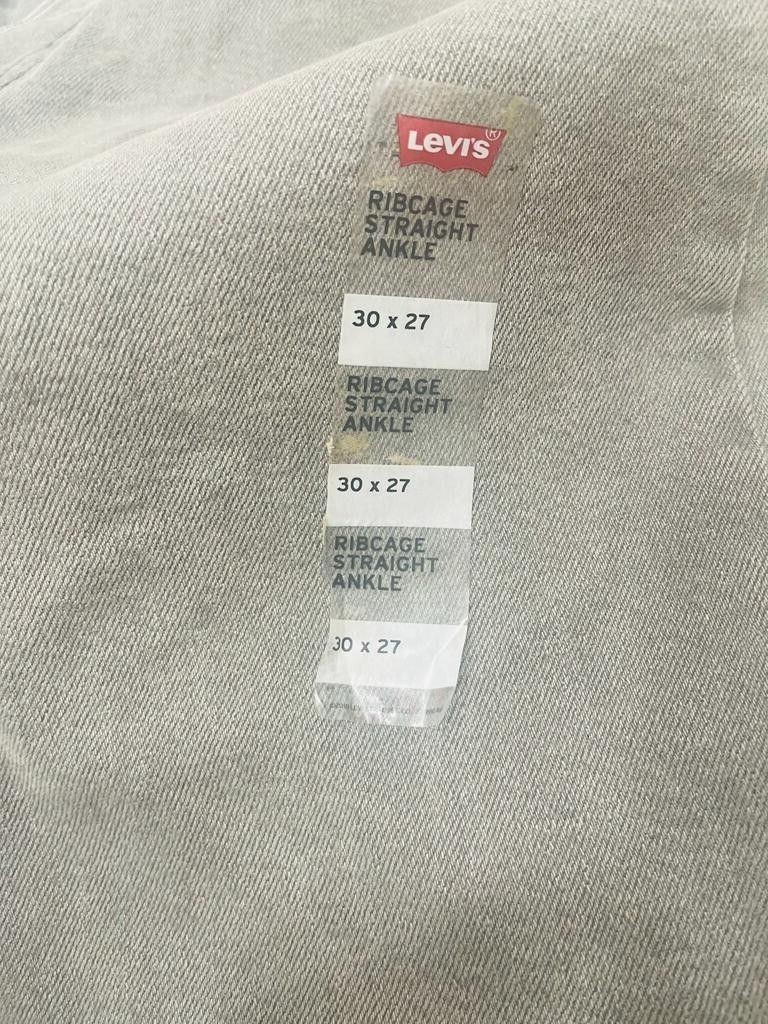 Levi's®
RIBCAGE
STRAIGHT
ANKLE
30 x 27
RIBCAGE
STRAIGHT
ANKLE
30 x 27
RIBCAGE
STRAIGHT
ANKLE
30 x 27